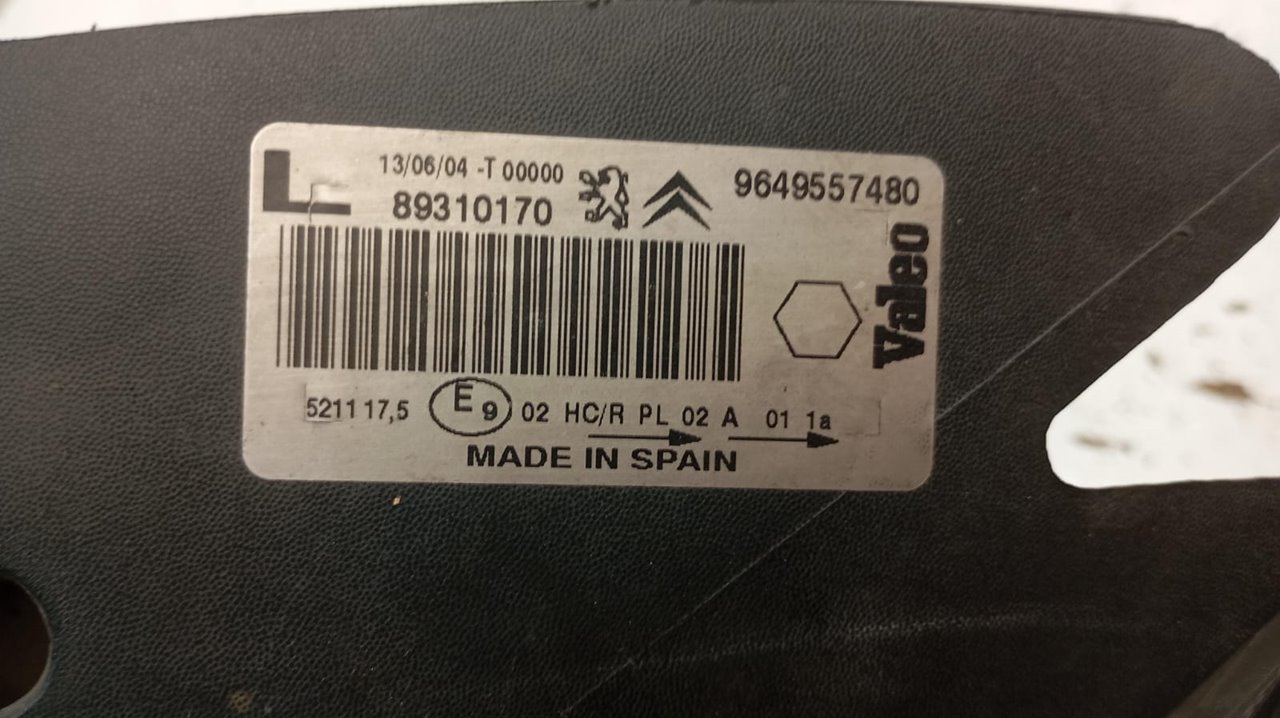 L
13/06/04 -T 00000
89310170
9649557480
Valeo
5211 17,5 E 9 02 HC/R PL 02 A 01 1a
MADE IN SPAIN